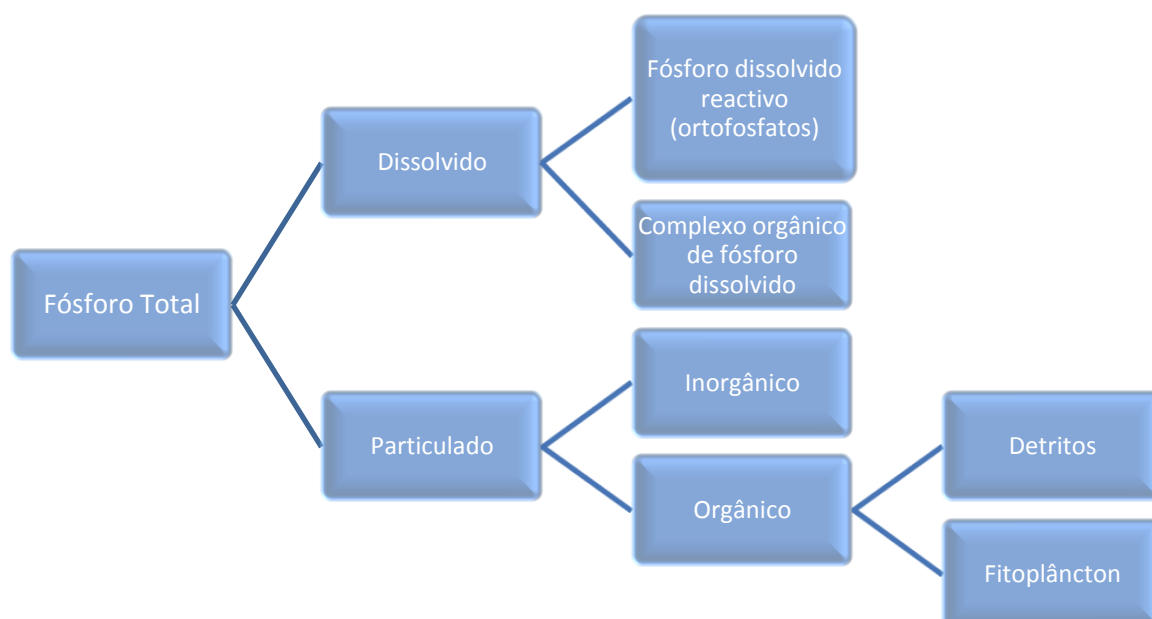 Fósforo Total
Dissolvido
Fósforo dissolvido
reactivo
(ortofosfatos)
Complexo orgânico
de fósforo
dissolvido
Particulado
Inorgânico
Orgânico
Detritos
Fitoplâncton